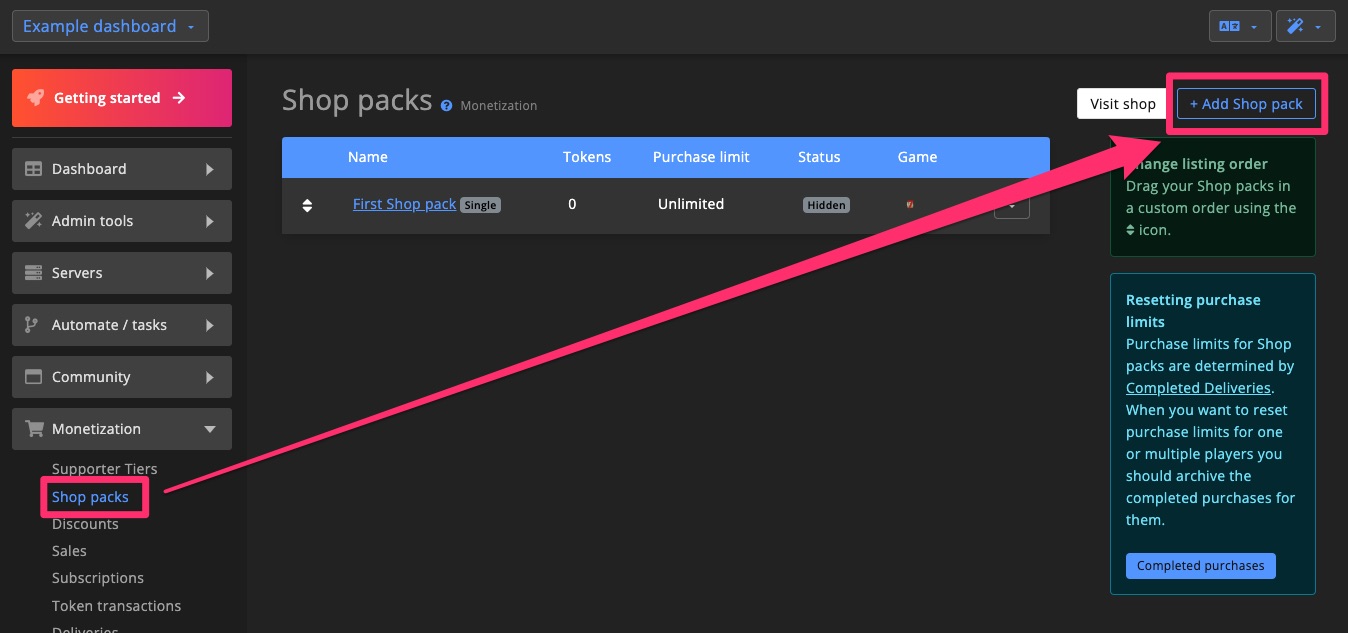 Example dashboard
Getting started
Dashboard
Admin tools
Servers
Automate / tasks
Community
Monetization
Supporter Tiers
Shop packs
Discounts
Sales
Subscriptions
Token transactions
Deliveries
Shop packs ? Monetization
Visit shop
+ Add Shop pack
Name Tokens Purchase limit Status Game
First Shop pack Single 0 Unlimited Hidden
listing order
Drag your Shop packs in
a custom order using the
icon.
Resetting purchase
limits
Purchase limits for Shop
packs are determined by
Completed Deliveries.
When you want to reset
purchase limits for one
or multiple players you
should archive the
completed purchases for
them.
Completed purchases